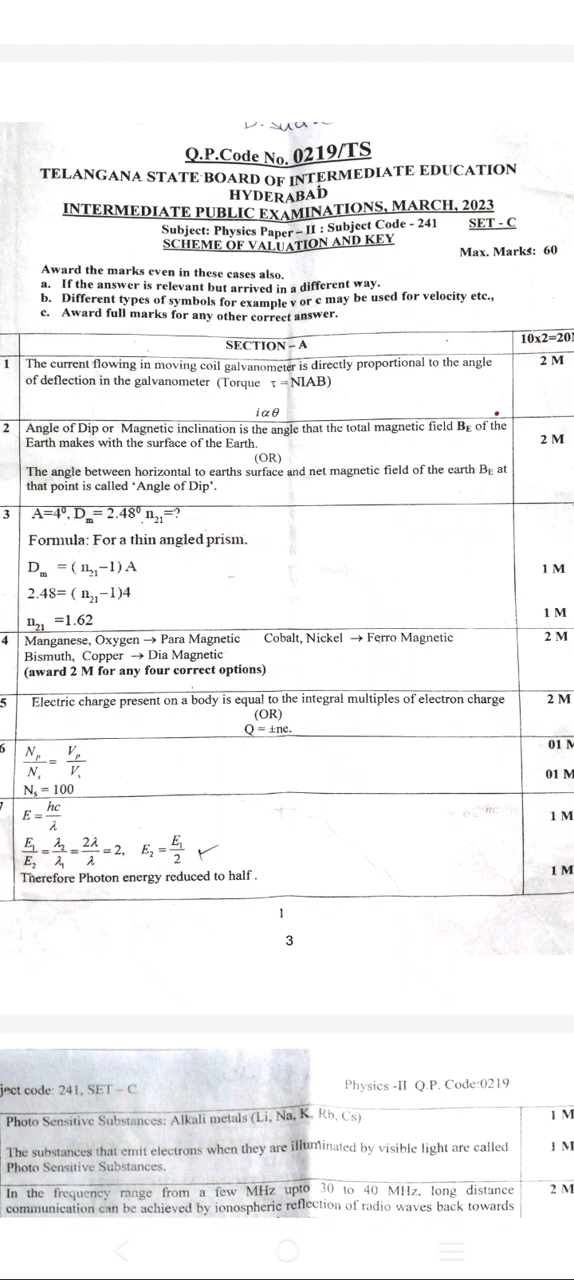 Q.P.Code No. 0219/TS
TELANGANA STATE BOARD OF INTERMEDIATE EDUCATION
HYDERABAD
INTERMEDIATE PUBLIC EXAMINATIONS, MARCH, 2023
Subject: Physics Paper – II : Subject Code - 241 SET - C
SCHEME OF VALUATION AND KEY
Max. Marks: 60
Award the marks even in these cases also.
a. If the answer is relevant but arrived in a different way.
b. Different types of symbols for example v or c may be used for velocity etc.,
c. Award full marks for any other correct answer.
SECTION – A 10x2=20
1 The current flowing in moving coil galvanometer is directly proportional to the angle 2 M
of deflection in the galvanometer (Torque τ = NIAB)
i α θ
2 Angle of Dip or Magnetic inclination is the angle that the total magnetic field B_E of the
Earth makes with the surface of the Earth. 2 M
(OR)
The angle between horizontal to earths surface and net magnetic field of the earth B_E at
that point is called ‘Angle of Dip’.
3 A=4⁰, D_m = 2.48⁰ n₂₁=?
Formula: For a thin angled prism.
D_m = ( n₂₁−1) A 1 M
2.48= ( n₂₁−1)4
n₂₁ =1.62 1 M
4 Manganese, Oxygen → Para Magnetic Cobalt, Nickel → Ferro Magnetic 2 M
Bismuth, Copper → Dia Magnetic
(award 2 M for any four correct options)
5 Electric charge present on a body is equal to the integral multiples of electron charge 2 M
(OR)
Q = ±ne.
6 N_p/N_s = V_p/V_s 01 M
N_s = 100 01 M
7 E = hc/λ 1 M
E₁/E₂ = λ₂/λ₁ = 2λ/λ = 2, E₂ = E₁/2 ✓
Therefore Photon energy reduced to half . 1 M
1
3
ject code: 241, SET – C Physics -II Q.P. Code:0219
Photo Sensitive Substances: Alkali metals (Li, Na, K, Rb, Cs) 1 M
The substances that emit electrons when they are illuminated by visible light are called 1 M
Photo Sensitive Substances.
In the frequency range from a few MHz upto 30 to 40 MHz, long distance 2 M
communication can be achieved by ionospheric reflection of radio waves back towards